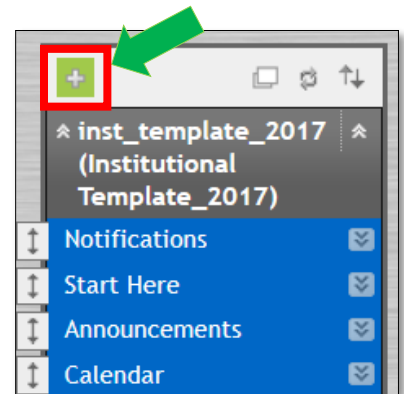 inst_template_2017
(Institutional
Template_2017)
Notifications
Start Here
Announcements
Calendar